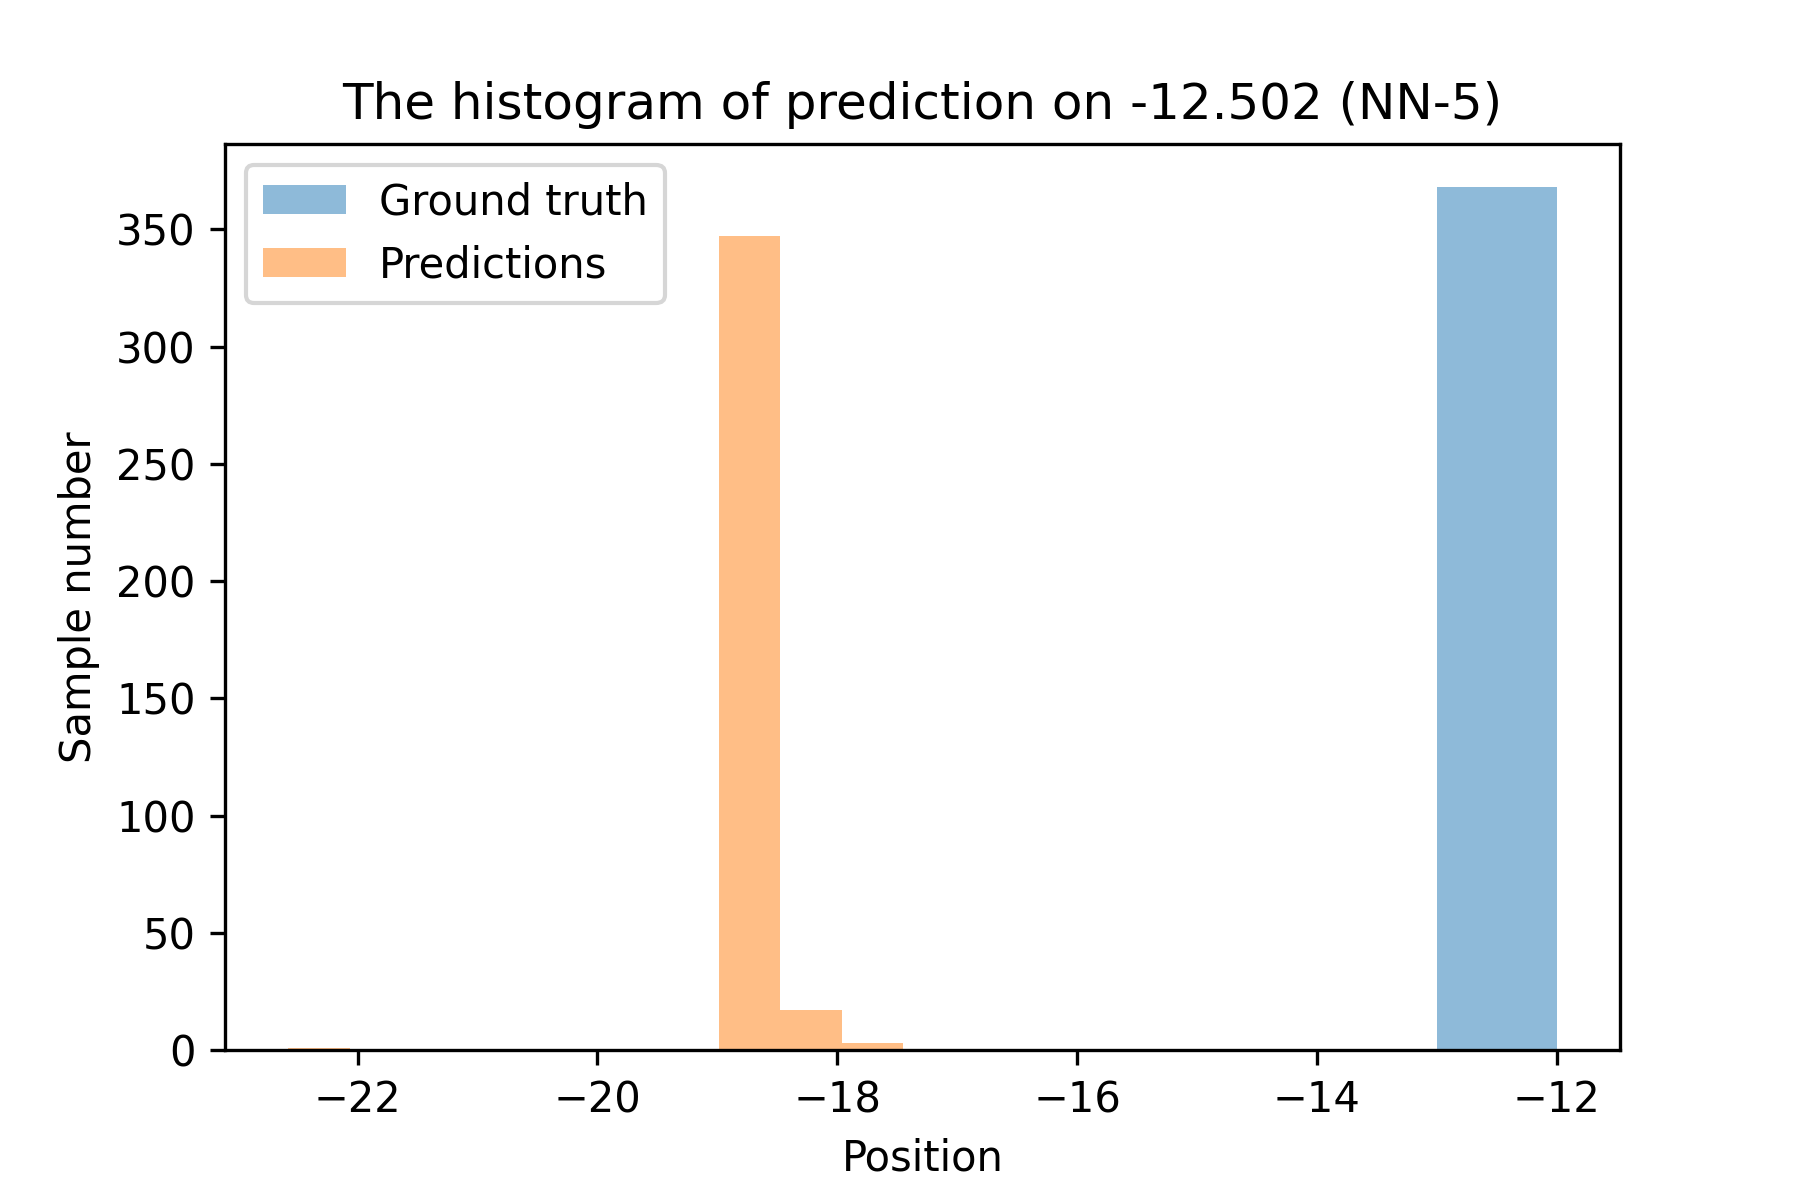 The histogram of prediction on -12.502 (NN-5)
Ground truth
Predictions
350
300
250
200
150
100
50
0
Sample number
−22
−20
−18
−16
−14
−12
Position